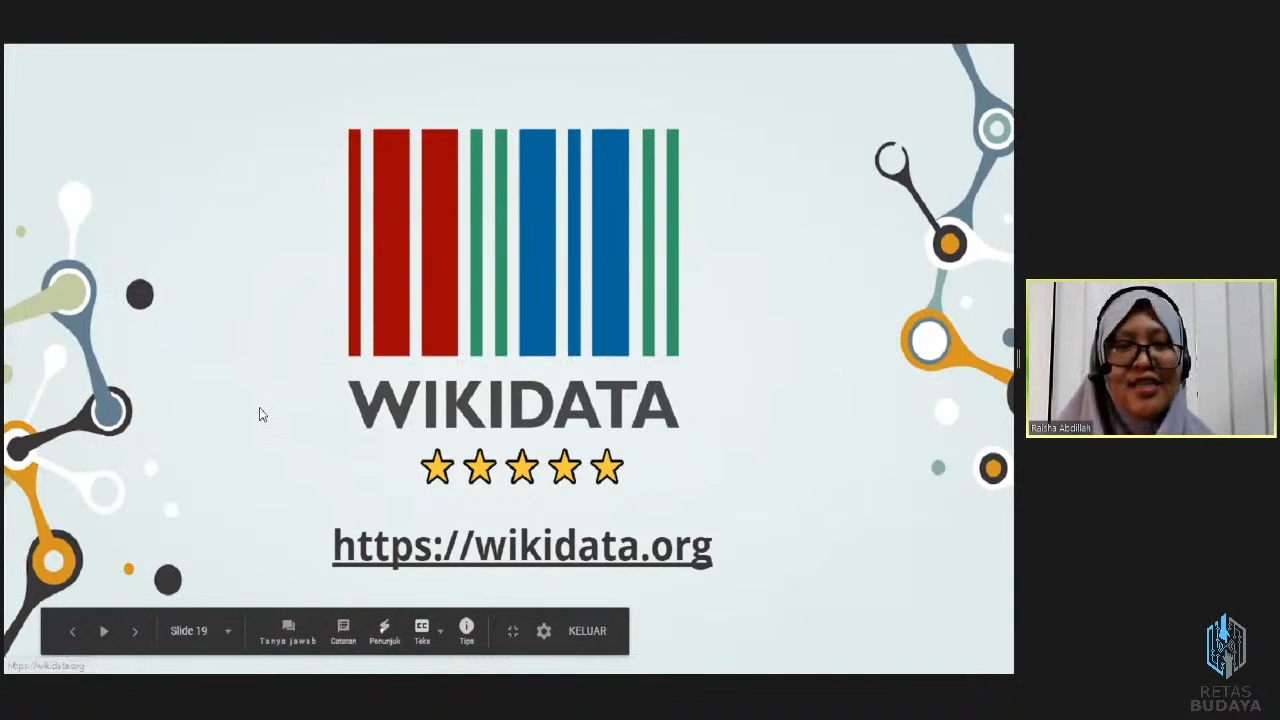 WIKIDATA
https://wikidata.org
Slide 19
Tanya jawab
Catatan
Penunjuk
Teks
Tips
KELUAR
https://wikidata.org
Raisha Abdillah
RETAS
BUDAYA